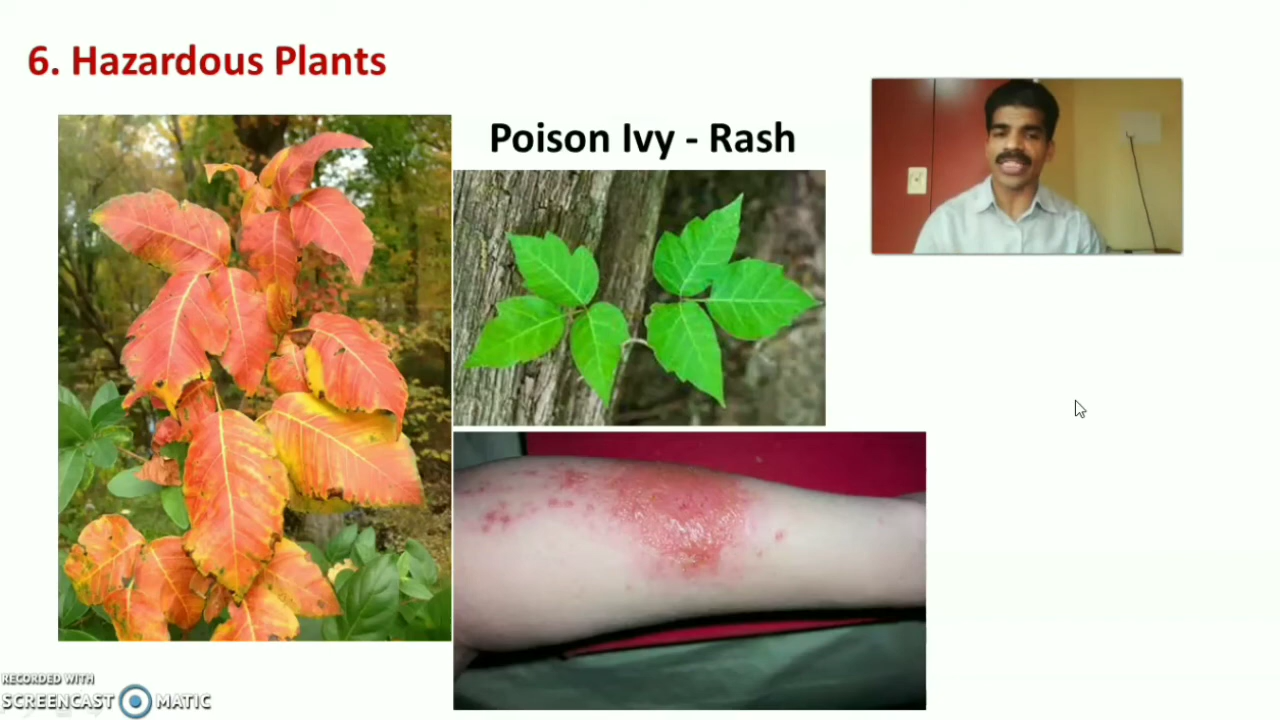 6. Hazardous Plants
Poison Ivy - Rash
RECORDED WITH
SCREENCAST MATIC